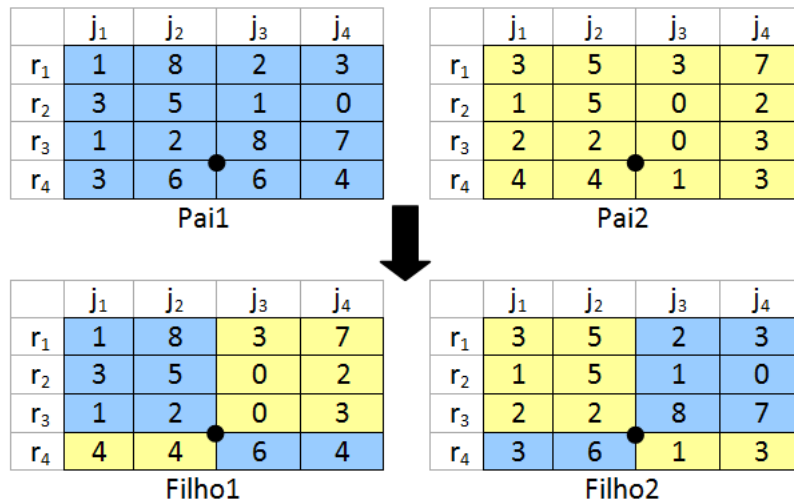 j₁ j₂ j₃ j₄
r₁ 1 8 2 3
r₂ 3 5 1 0
r₃ 1 2 8 7
r₄ 3 6 6 4
Pai1
j₁ j₂ j₃ j₄
r₁ 3 5 3 7
r₂ 1 5 0 2
r₃ 2 2 0 3
r₄ 4 4 1 3
Pai2
j₁ j₂ j₃ j₄
r₁ 1 8 3 7
r₂ 3 5 0 2
r₃ 1 2 0 3
r₄ 4 4 6 4
Filho1
j₁ j₂ j₃ j₄
r₁ 3 5 2 3
r₂ 1 5 1 0
r₃ 2 2 8 7
r₄ 3 6 1 3
Filho2